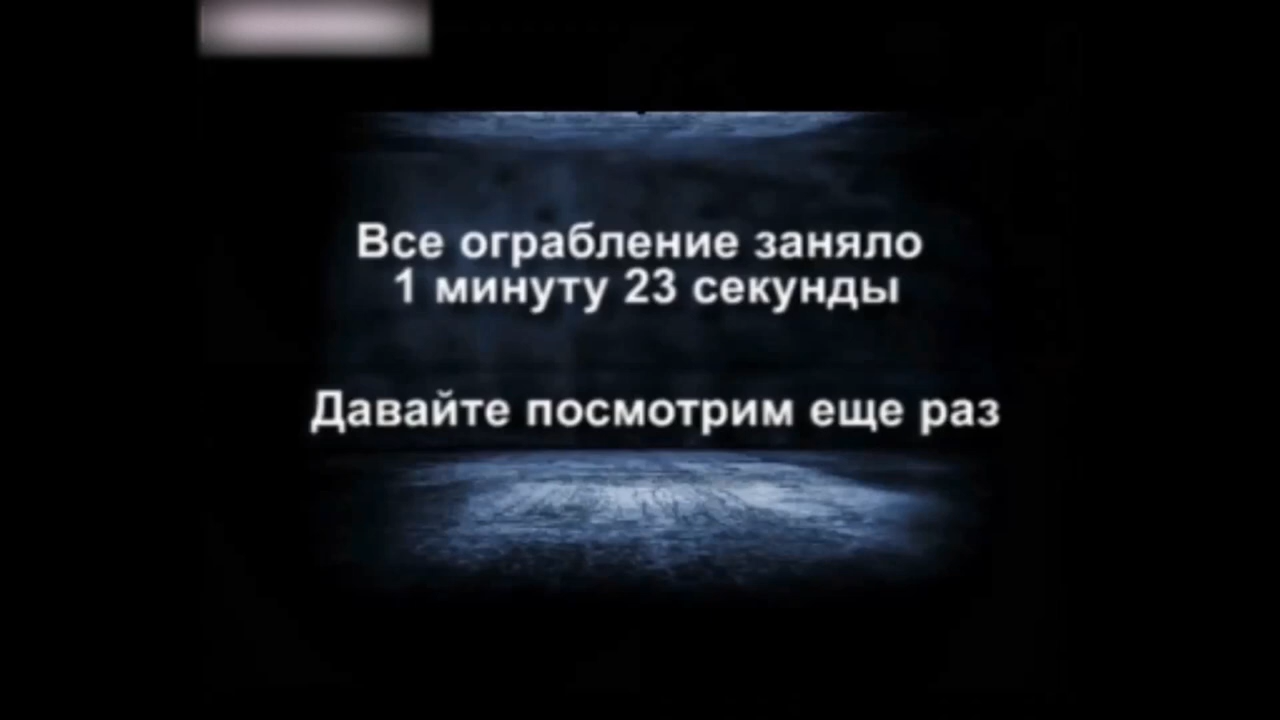 Все ограбление заняло
1 минуту 23 секунды
Давайте посмотрим еще раз